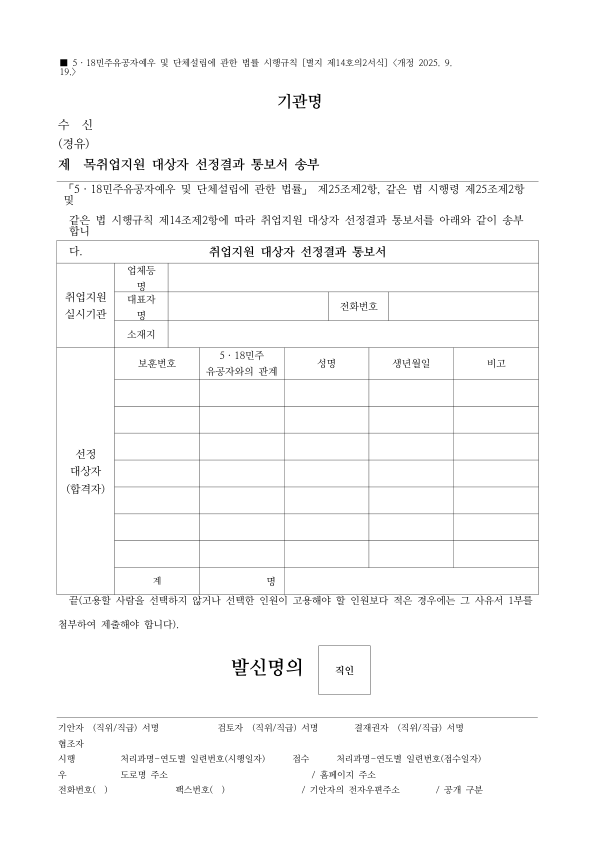 ■ 5ㆍ18민주유공자예우 및 단체설립에 관한 법률 시행규칙 [별지 제14호의2서식] 〈개정 2025. 9.
19.〉
기관명
수 신
(경유)
제 목취업지원 대상자 선정결과 통보서 송부
「5ㆍ18민주유공자예우 및 단체설립에 관한 법률」 제25조제2항, 같은 법 시행령 제25조제2항
및
같은 법 시행규칙 제14조제2항에 따라 취업지원 대상자 선정결과 통보서를 아래와 같이 송부
합니
다. 취업지원 대상자 선정결과 통보서
취업지원
실시기관
업체등
명
대표자
명
전화번호
소재지
선정
대상자
(합격자)
보훈번호
5ㆍ18민주
유공자와의 관계
성명
생년월일
비고
계
명
끝(고용할 사람을 선택하지 않거나 선택한 인원이 고용해야 할 인원보다 적은 경우에는 그 사유서 1부를
첨부하여 제출해야 합니다).
발신명의
직인
기안자 (직위/직급) 서명 검토자 (직위/직급) 서명 결재권자 (직위/직급) 서명
협조자
시행 처리과명-연도별 일련번호(시행일자) 접수 처리과명-연도별 일련번호(접수일자)
우 도로명 주소 / 홈페이지 주소
전화번호( ) 팩스번호( ) / 기안자의 전자우편주소 / 공개 구분